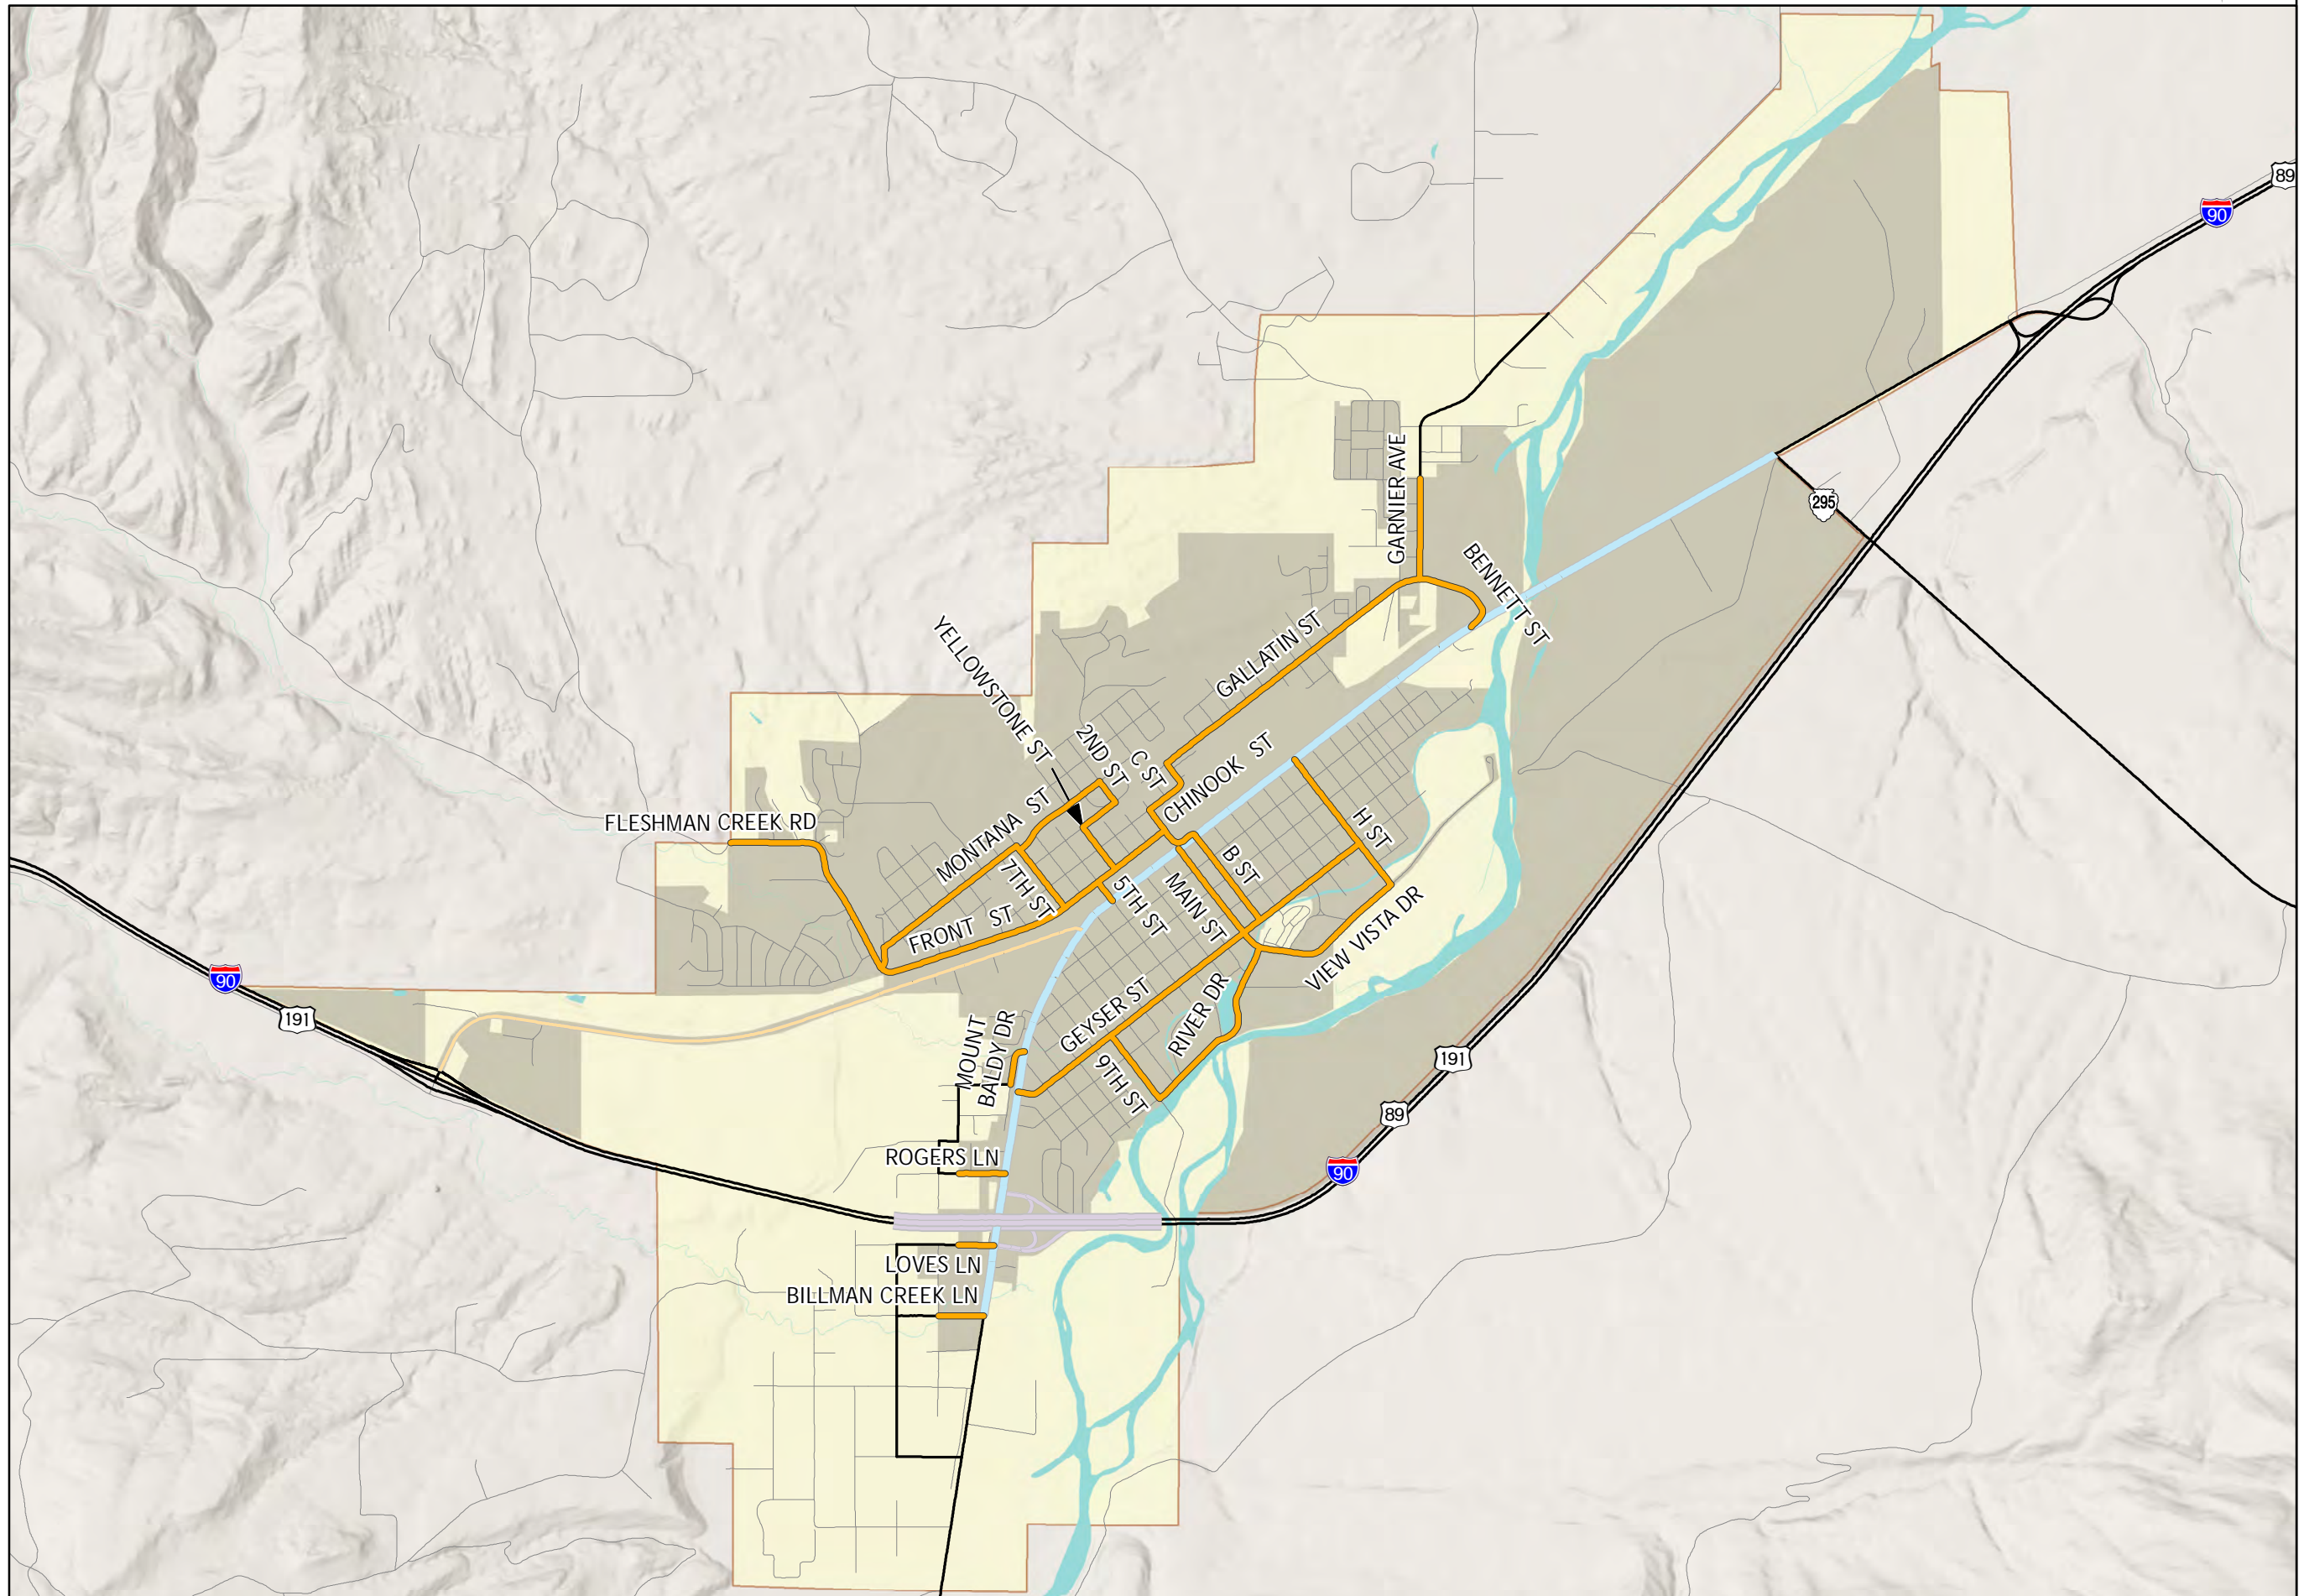 89
90
295
GARNIER AVE
BENNETT ST
GALLATIN ST
YELLOWSTONE ST
2ND ST
C ST
CHINOOK ST
FLESHMAN CREEK RD
MONTANA ST
H ST
B ST
7TH ST
5TH ST
MAIN ST
FRONT ST
VIEW VISTA DR
90
191
GEYSER ST
RIVER DR
MOUNT
BALDY DR
9TH ST
191
89
90
ROGERS LN
LOVES LN
BILLMAN CREEK LN